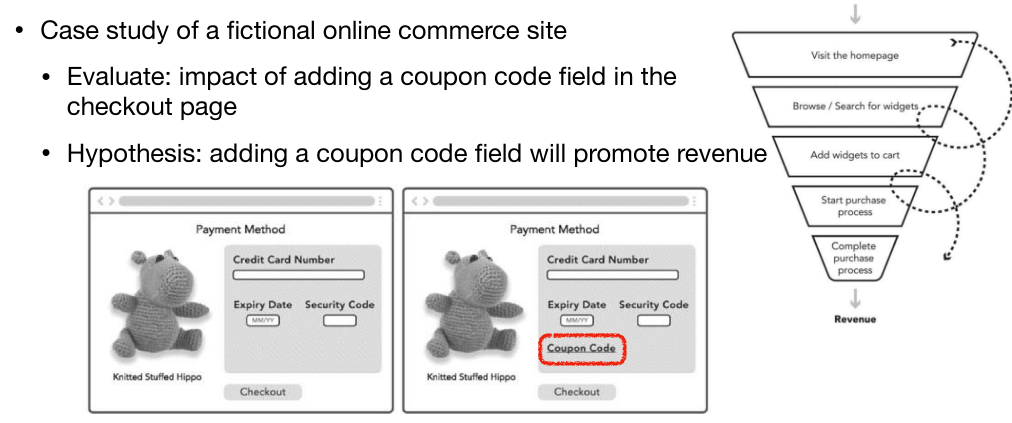 • Case study of a fictional online commerce site
• Evaluate: impact of adding a coupon code field in the
checkout page
• Hypothesis: adding a coupon code field will promote revenue
Payment Method
Credit Card Number
Expiry Date Security Code
MM/YY
Knitted Stuffed Hippo
Checkout
Payment Method
Credit Card Number
Expiry Date Security Code
MM/YY
Coupon Code
Knitted Stuffed Hippo
Checkout
Visit the homepage
Browse / Search for widgets
Add widgets to cart
Start purchase
process
Complete
purchase
process
Revenue